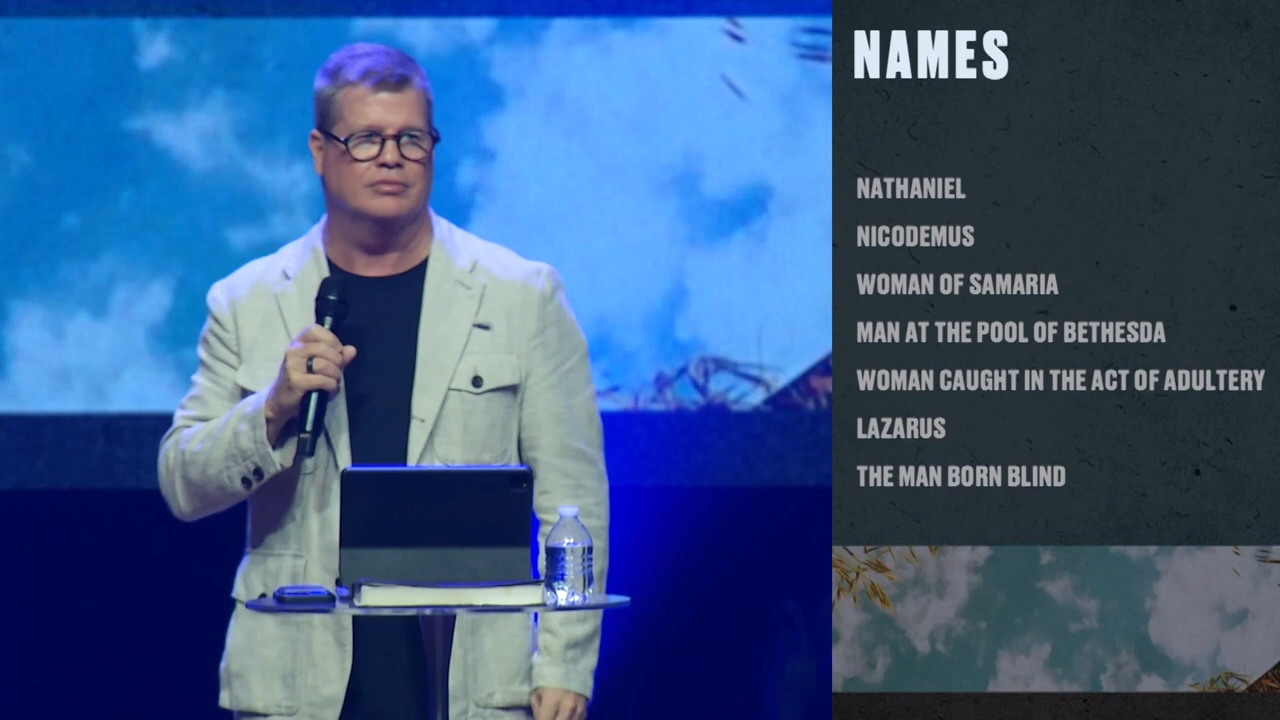 NAMES
NATHANIEL
NICODEMUS
WOMAN OF SAMARIA
MAN AT THE POOL OF BETHESDA
WOMAN CAUGHT IN THE ACT OF ADULTERY
LAZARUS
THE MAN BORN BLIND